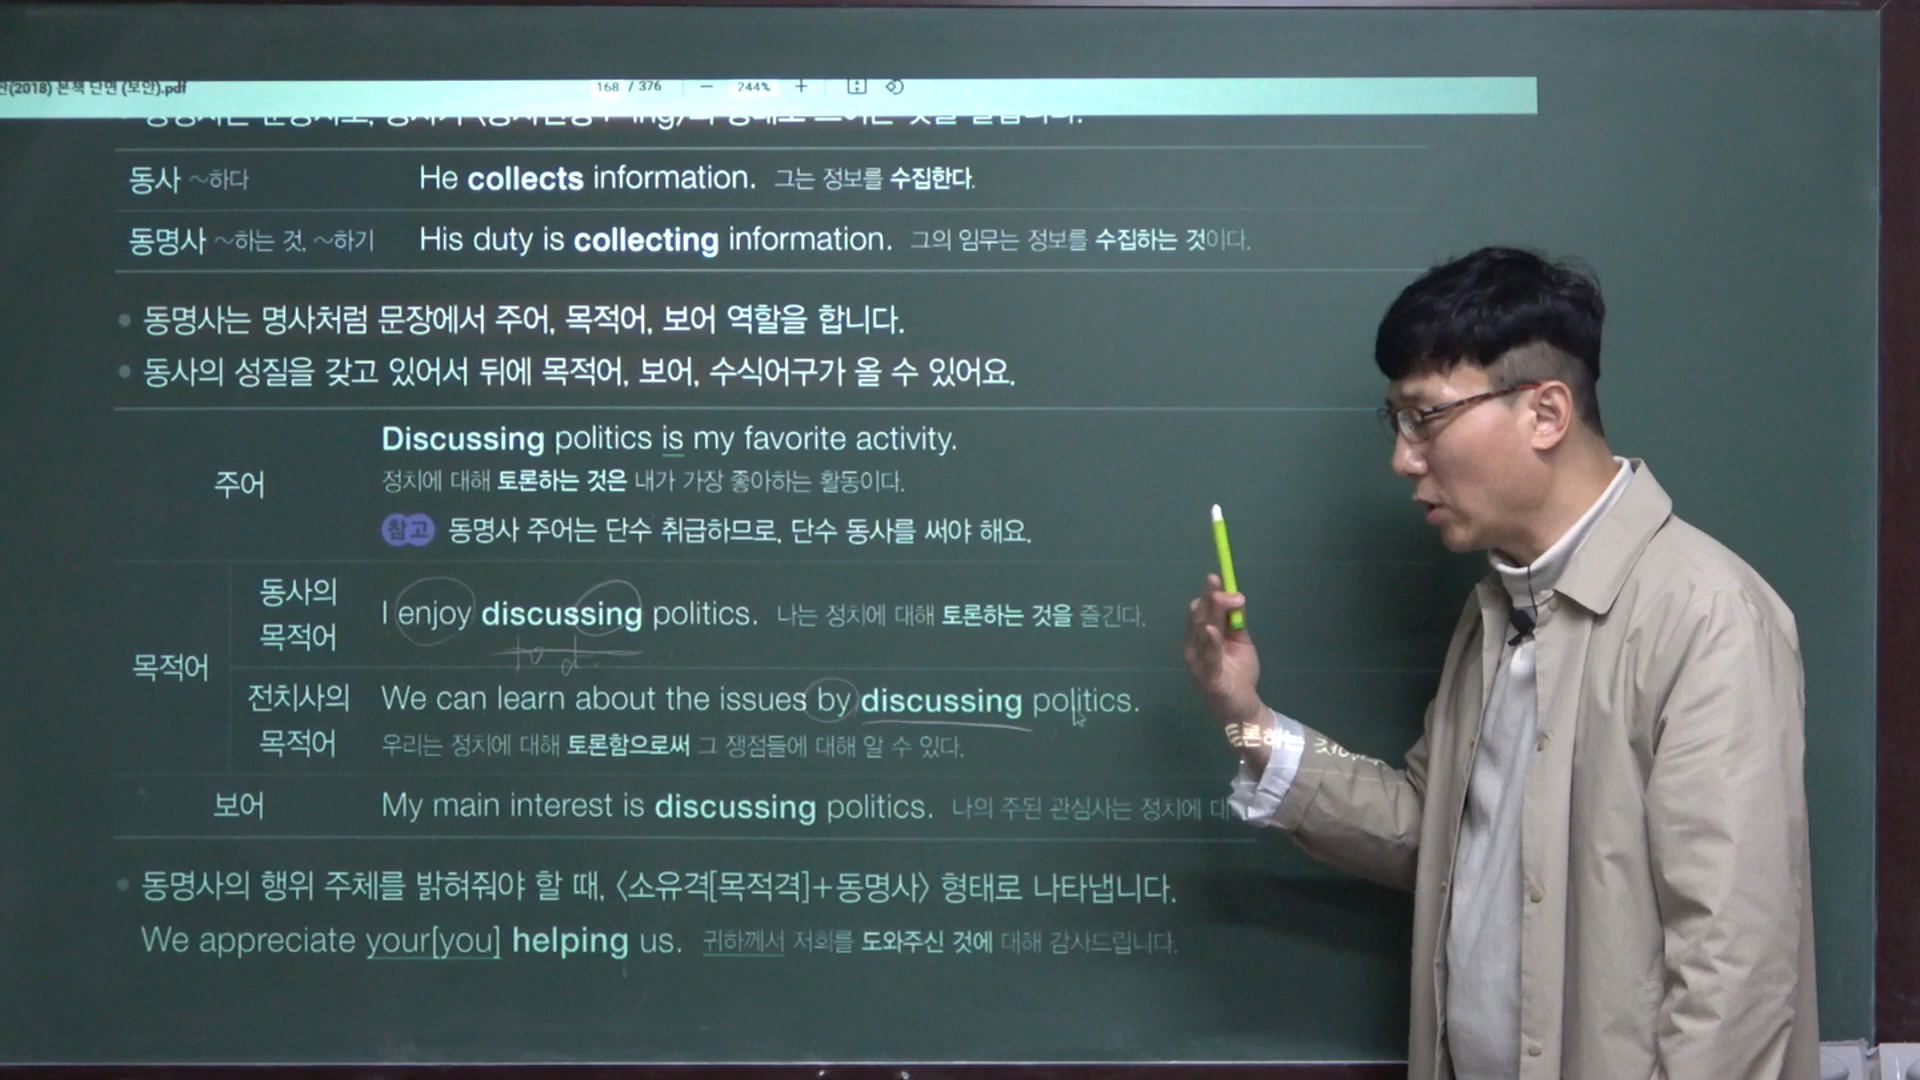 판(2018) 본책 단면 (보안).pdf 168 / 376 − 244% +
동사 ~하다 He collects information. 그는 정보를 수집한다.
동명사 ~하는 것, ~하기 His duty is collecting information. 그의 임무는 정보를 수집하는 것이다.
• 동명사는 명사처럼 문장에서 주어, 목적어, 보어 역할을 합니다.
• 동사의 성질을 갖고 있어서 뒤에 목적어, 보어, 수식어구가 올 수 있어요.
주어
Discussing politics is my favorite activity.
정치에 대해 토론하는 것은 내가 가장 좋아하는 활동이다.
참고 동명사 주어는 단수 취급하므로, 단수 동사를 써야 해요.
목적어
동사의
목적어
I enjoy discussing politics. 나는 정치에 대해 토론하는 것을 즐긴다.
to d.
전치사의
목적어
We can learn about the issues by discussing politics.
우리는 정치에 대해 토론함으로써 그 쟁점들에 대해 알 수 있다.
보어 My main interest is discussing politics. 나의 주된 관심사는 정치에 대 토론하는
• 동명사의 행위 주체를 밝혀줘야 할 때, 〈소유격[목적격]+동명사〉 형태로 나타냅니다.
We appreciate your[you] helping us. 귀하께서 저희를 도와주신 것에 대해 감사드립니다.